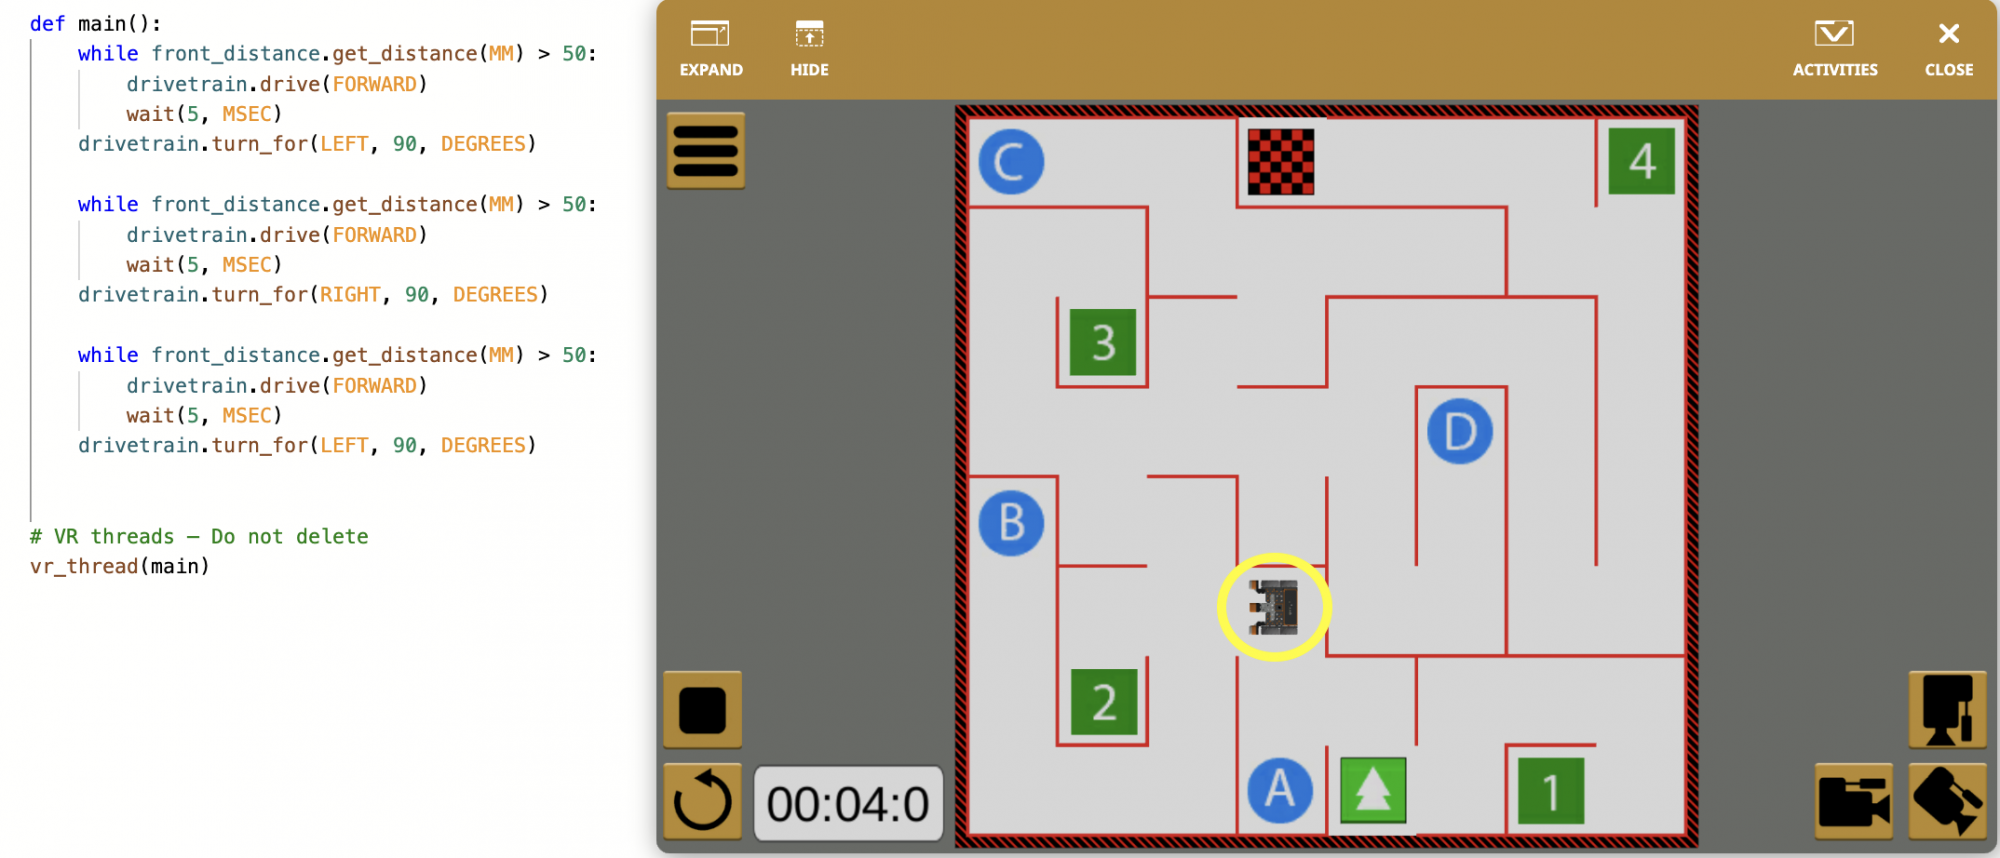 def main():
    while front_distance.get_distance(MM) > 50:
        drivetrain.drive(FORWARD)
        wait(5, MSEC)
    drivetrain.turn_for(LEFT, 90, DEGREES)
    while front_distance.get_distance(MM) > 50:
        drivetrain.drive(FORWARD)
        wait(5, MSEC)
    drivetrain.turn_for(RIGHT, 90, DEGREES)
    while front_distance.get_distance(MM) > 50:
        drivetrain.drive(FORWARD)
        wait(5, MSEC)
    drivetrain.turn_for(LEFT, 90, DEGREES)
# VR threads — Do not delete
vr_thread(main)
EXPAND HIDE ACTIVITIES CLOSE
C 4
3
D
B
2
A 1
00:04:0